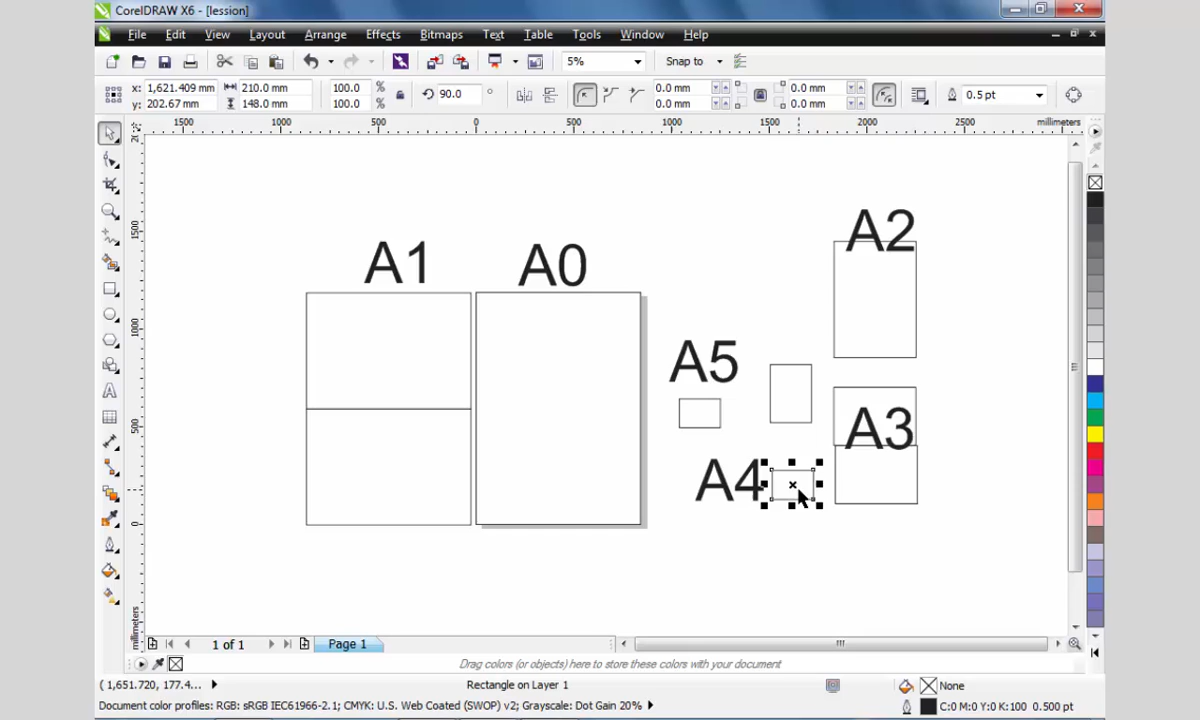 CorelDRAW X6 - [lession]
File Edit View Layout Arrange Effects Bitmaps Text Table Tools Window Help
5% Snap to
x: 1,621.409 mm 210.0 mm 100.0 % 90.0 ° 0.0 mm 0.0 mm 0.5 pt
y: 202.67 mm 148.0 mm 100.0 % 0.0 mm 0.0 mm
1500 1000 500 0 500 1000 1500 2000 2500 millimeters
1500
1000
500
0
millimeters
A2
A1 A0
A5
A3
A4
1 of 1 Page 1
Drag colors (or objects) here to store these colors with your document
( 1,651.720, 177.4... Rectangle on Layer 1 None
Document color profiles: RGB: sRGB IEC61966-2.1; CMYK: U.S. Web Coated (SWOP) v2; Grayscale: Dot Gain 20% C:0 M:0 Y:0 K:100 0.500 pt